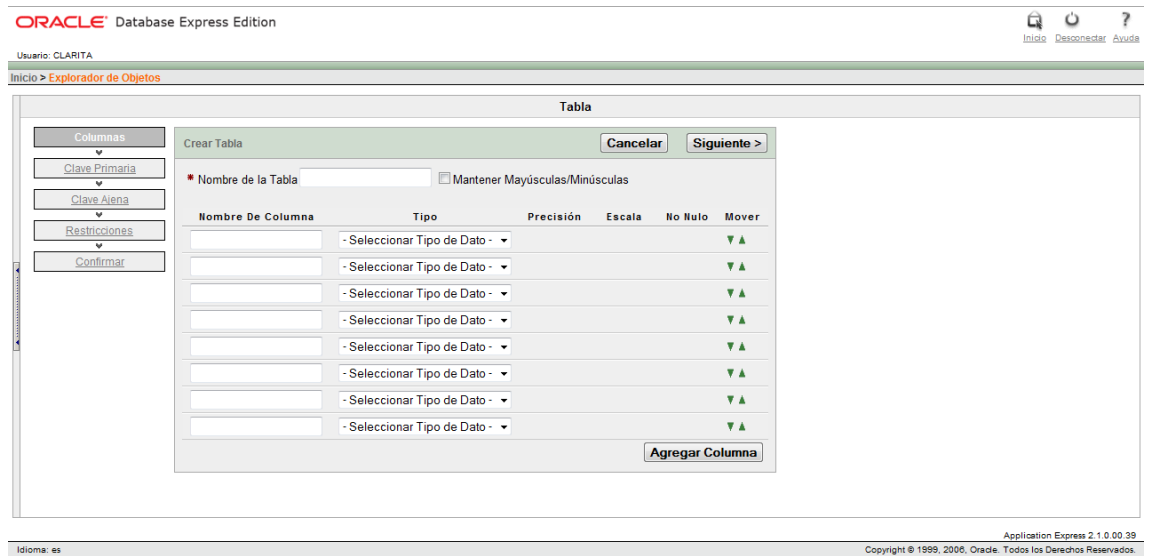 ORACLE Database Express Edition
Inicio Desconectar Ayuda
Usuario: CLARITA
Inicio > Explorador de Objetos
Tabla
Columnas
Clave Primaria
Clave Ajena
Restricciones
Confirmar
Crear Tabla Cancelar Siguiente >
* Nombre de la Tabla Mantener Mayúsculas/Minúsculas
Nombre De Columna Tipo Precisión Escala No Nulo Mover
- Seleccionar Tipo de Dato -
- Seleccionar Tipo de Dato -
- Seleccionar Tipo de Dato -
- Seleccionar Tipo de Dato -
- Seleccionar Tipo de Dato -
- Seleccionar Tipo de Dato -
- Seleccionar Tipo de Dato -
- Seleccionar Tipo de Dato -
Agregar Columna
Application Express 2.1.0.00.39
Idioma: es Copyright © 1999, 2006, Oracle. Todos los Derechos Reservados.